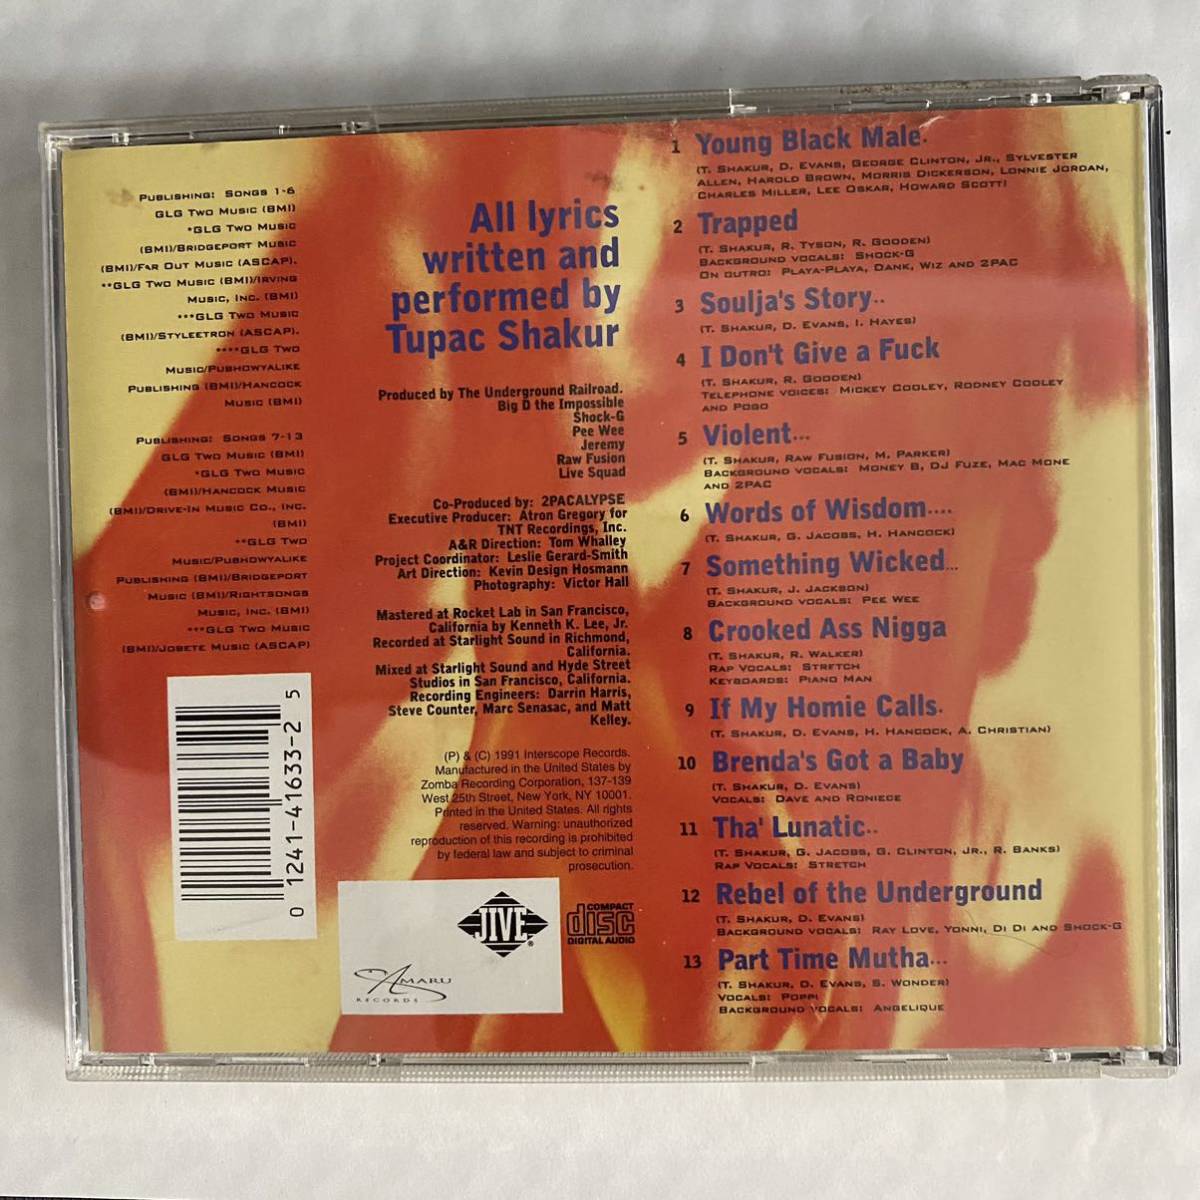 Publishing: Songs 1-6
GLG Two Music (BMI)
*GLG Two Music
(BMI)/Bridgeport Music
(BMI)/Far Out Music (ASCAP).
**GLG Two Music (BMI)/Irving
Music, Inc. (BMI)
***GLG Two Music
(BMI)/Styleetron (ASCAP).
****GLG Two
Music/Pubhowyalike
Publishing (BMI)/Hancock
Music (BMI)
Publishing: Songs 7-13
GLG Two Music (BMI)
*GLG Two Music
(BMI)/Hancock Music
(BMI)/Drive-In Music Co., Inc.
(BMI)
**GLG Two
Music/Pubhowyalike
Publishing (BMI)/Bridgeport
Music (BMI)/Rightsongs
Music, Inc. (BMI)
***GLG Two Music
(BMI)/Jobete Music (ASCAP)
0 1241-41633-2 5
All lyrics
written and
performed by
Tupac Shakur
Produced by The Underground Railroad.
Big D the Impossible
Shock-G
Pee Wee
Jeremy
Raw Fusion
Live Squad
Co-Produced by: 2PACALYPSE
Executive Producer: Atron Gregory for
TNT Recordings, Inc.
A&R Direction: Tom Whalley
Project Coordinator: Leslie Gerard-Smith
Art Direction: Kevin Design Hosmann
Photography: Victor Hall
Mastered at Rocket Lab in San Francisco,
California by Kenneth K. Lee, Jr.
Recorded at Starlight Sound in Richmond,
California.
Mixed at Starlight Sound and Hyde Street
Studios in San Francisco, California.
Recording Engineers: Darrin Harris,
Steve Counter, Marc Senasac, and Matt
Kelley.
(P) & (C) 1991 Interscope Records.
Manufactured in the United States by
Zomba Recording Corporation, 137-139
West 25th Street, New York, NY 10001.
Printed in the United States. All rights
reserved. Warning: unauthorized
reproduction of this recording is prohibited
by federal law and subject to criminal
prosecution.
AMARU
RECORDS
JIVE®
COMPACT
disc
DIGITAL AUDIO
1 Young Black Male.
(T. Shakur, D. Evans, George Clinton, Jr., Sylvester
Allen, Harold Brown, Morris Dickerson, Lonnie Jordan,
Charles Miller, Lee Oskar, Howard Scott)
2 Trapped
(T. Shakur, R. Tyson, R. Gooden)
Background vocals: Shock-G
On outro: Playa-Playa, Dank, Wiz and 2PAC
3 Soulja's Story..
(T. Shakur, D. Evans, I. Hayes)
4 I Don't Give a Fuck
(T. Shakur, R. Gooden)
Telephone voices: Mickey Cooley, Rodney Cooley
and Pogo
5 Violent...
(T. Shakur, Raw Fusion, M. Parker)
Background vocals: Money B, DJ Fuze, Mac Mone
and 2PAC
6 Words of Wisdom....
(T. Shakur, G. Jacobs, H. Hancock)
7 Something Wicked...
(T. Shakur, J. Jackson)
Background vocals: Pee Wee
8 Crooked Ass Nigga
(T. Shakur, R. Walker)
Rap Vocals: Stretch
Keyboards: Piano Man
9 If My Homie Calls.
(T. Shakur, D. Evans, H. Hancock, A. Christian)
10 Brenda's Got a Baby
(T. Shakur, D. Evans)
Vocals: Dave and Roniece
11 Tha' Lunatic..
(T. Shakur, G. Jacobs, G. Clinton, Jr., R. Banks)
Rap Vocals: Stretch
12 Rebel of the Underground
(T. Shakur, D. Evans)
Background vocals: Ray Love, Yonni, Di Di and Shock-G
13 Part Time Mutha...
(T. Shakur, D. Evans, S. Wonder)
Vocals: Poppi
Background vocals: Angelique